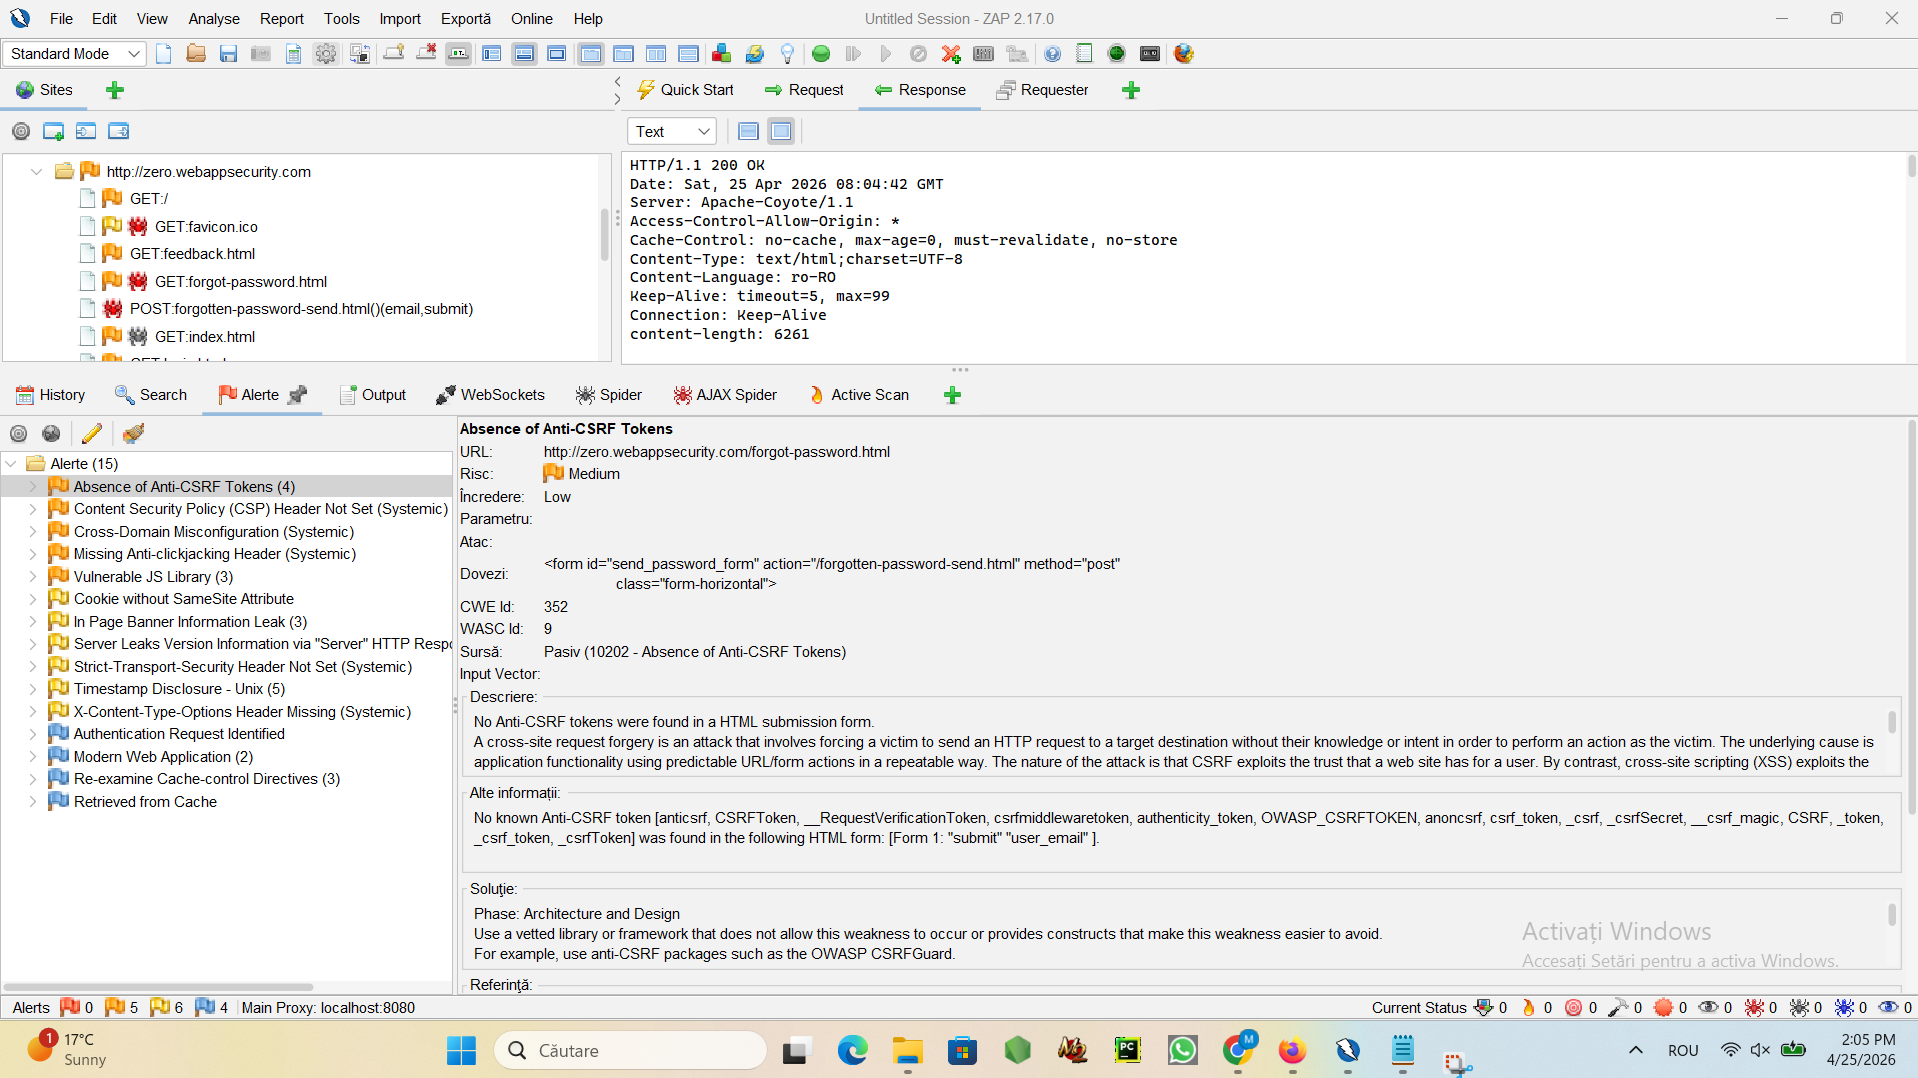 File Edit View Analyse Report Tools Import Exportă Online Help
Untitled Session - ZAP 2.17.0
Standard Mode
Sites
Quick Start Request Response Requester
Text
http://zero.webappsecurity.com
GET:/
GET:favicon.ico
GET:feedback.html
GET:forgot-password.html
POST:forgotten-password-send.html()(email,submit)
GET:index.html
HTTP/1.1 200 OK
Date: Sat, 25 Apr 2026 08:04:42 GMT
Server: Apache-Coyote/1.1
Access-Control-Allow-Origin: *
Cache-Control: no-cache, max-age=0, must-revalidate, no-store
Content-Type: text/html;charset=UTF-8
Content-Language: ro-RO
Keep-Alive: timeout=5, max=99
Connection: Keep-Alive
content-length: 6261
History Search Alerte Output WebSockets Spider AJAX Spider Active Scan
Alerte (15)
Absence of Anti-CSRF Tokens (4)
Content Security Policy (CSP) Header Not Set (Systemic)
Cross-Domain Misconfiguration (Systemic)
Missing Anti-clickjacking Header (Systemic)
Vulnerable JS Library (3)
Cookie without SameSite Attribute
In Page Banner Information Leak (3)
Server Leaks Version Information via "Server" HTTP Respo
Strict-Transport-Security Header Not Set (Systemic)
Timestamp Disclosure - Unix (5)
X-Content-Type-Options Header Missing (Systemic)
Authentication Request Identified
Modern Web Application (2)
Re-examine Cache-control Directives (3)
Retrieved from Cache
Absence of Anti-CSRF Tokens
URL: http://zero.webappsecurity.com/forgot-password.html
Risc: Medium
Încredere: Low
Parametru:
Atac:
Dovezi: <form id="send_password_form" action="/forgotten-password-send.html" method="post"
class="form-horizontal">
CWE Id: 352
WASC Id: 9
Sursă: Pasiv (10202 - Absence of Anti-CSRF Tokens)
Input Vector:
Descriere:
No Anti-CSRF tokens were found in a HTML submission form.
A cross-site request forgery is an attack that involves forcing a victim to send an HTTP request to a target destination without their knowledge or intent in order to perform an action as the victim. The underlying cause is
application functionality using predictable URL/form actions in a repeatable way. The nature of the attack is that CSRF exploits the trust that a web site has for a user. By contrast, cross-site scripting (XSS) exploits the
Alte informații:
No known Anti-CSRF token [anticsrf, CSRFToken, __RequestVerificationToken, csrfmiddlewaretoken, authenticity_token, OWASP_CSRFTOKEN, anoncsrf, csrf_token, _csrf, _csrfSecret, __csrf_magic, CSRF, _token,
_csrf_token, _csrfToken] was found in the following HTML form: [Form 1: "submit" "user_email" ].
Soluţie:
Phase: Architecture and Design
Use a vetted library or framework that does not allow this weakness to occur or provides constructs that make this weakness easier to avoid.
For example, use anti-CSRF packages such as the OWASP CSRFGuard.
Referinţă:
Activați Windows
Accesați Setări pentru a activa Windows.
Alerts 0 5 6 4 Main Proxy: localhost:8080
Current Status 0 0 0 0 0 0 0 0 0 0
1
17°C
Sunny
Căutare
PC
M
ROU
2:05 PM
4/25/2026